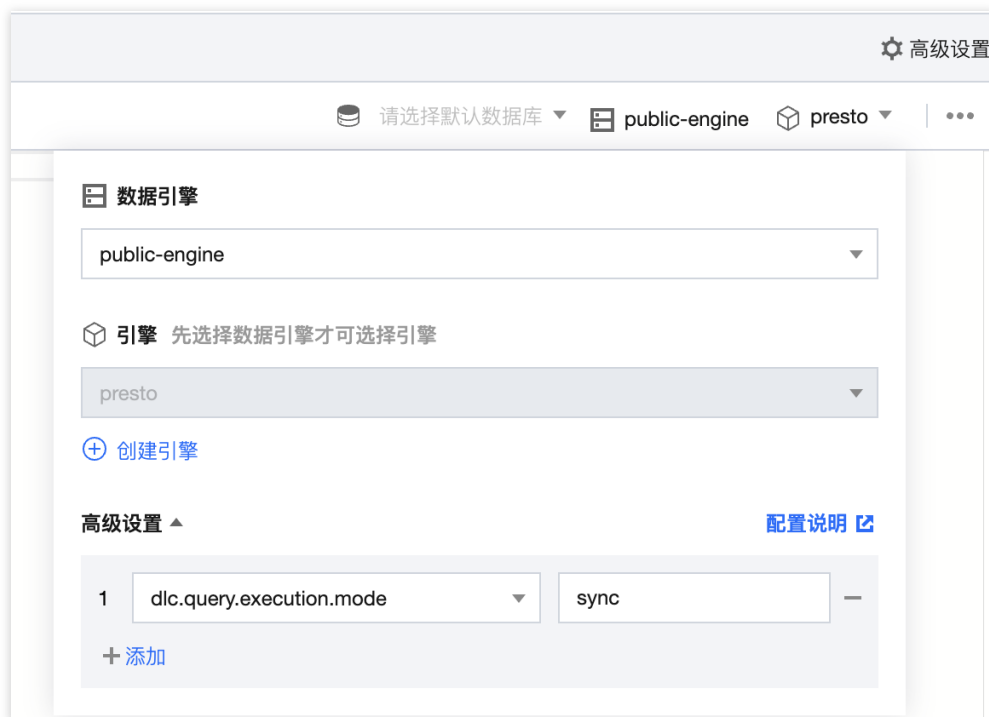 高级设置
请选择默认数据库 public-engine presto
数据引擎
public-engine
引擎 先选择数据引擎才可选择引擎
presto
创建引擎
高级设置 配置说明
1 dlc.query.execution.mode sync
添加